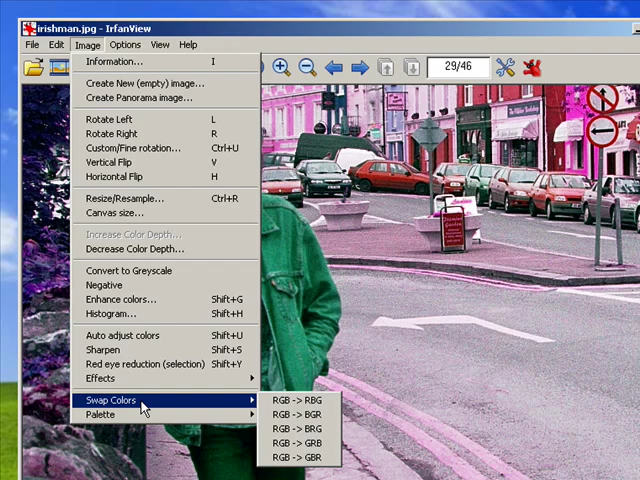 irishman.jpg - IrfanView
File Edit Image Options View Help
29/46
Information... I
Create New (empty) image...
Create Panorama image...
Rotate Left L
Rotate Right R
Custom/Fine rotation... Ctrl+U
Vertical Flip V
Horizontal Flip H
Resize/Resample... Ctrl+R
Canvas size...
Increase Color Depth...
Decrease Color Depth...
Convert to Greyscale
Negative
Enhance colors... Shift+G
Histogram... Shift+H
Auto adjust colors Shift+U
Sharpen Shift+S
Red eye reduction (selection) Shift+Y
Effects
Swap Colors
Palette
RGB -> RBG
RGB -> BGR
RGB -> BRG
RGB -> GRB
RGB -> GBR